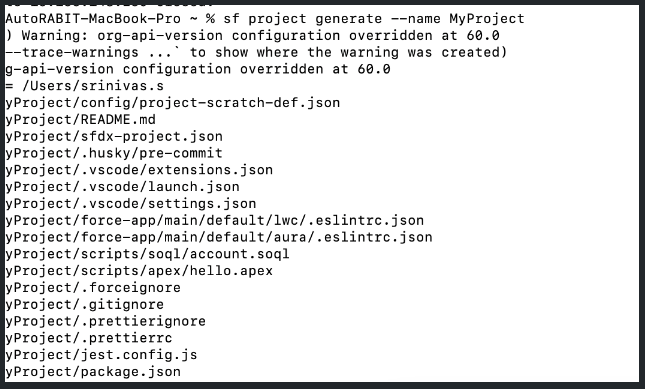 AutoRABIT-MacBook-Pro ~ % sf project generate --name MyProject
) Warning: org-api-version configuration overridden at 60.0
--trace-warnings ...` to show where the warning was created)
g-api-version configuration overridden at 60.0
= /Users/srinivas.s
yProject/config/project-scratch-def.json
yProject/README.md
yProject/sfdx-project.json
yProject/.husky/pre-commit
yProject/.vscode/extensions.json
yProject/.vscode/launch.json
yProject/.vscode/settings.json
yProject/force-app/main/default/lwc/.eslintrc.json
yProject/force-app/main/default/aura/.eslintrc.json
yProject/scripts/soql/account.soql
yProject/scripts/apex/hello.apex
yProject/.forceignore
yProject/.gitignore
yProject/.prettierignore
yProject/.prettierrc
yProject/jest.config.js
yProject/package.json